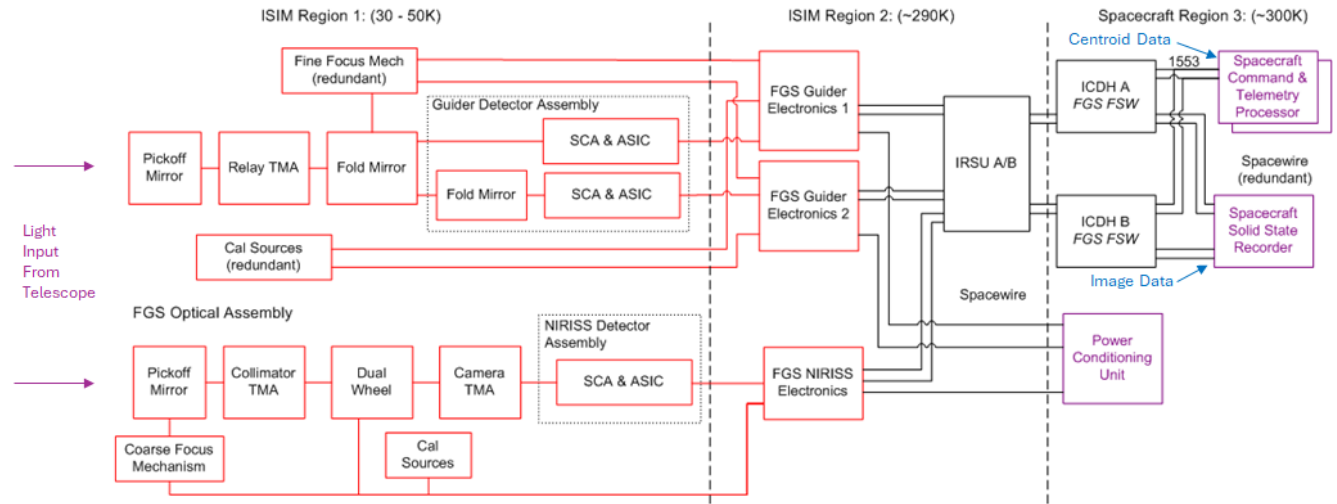 ISIM Region 1: (30 - 50K)
ISIM Region 2: (~290K)
Spacecraft Region 3: (~300K)
Fine Focus Mech
(redundant)
Guider Detector Assembly
SCA & ASIC
Pickoff
Mirror
Relay TMA
Fold Mirror
Fold Mirror
SCA & ASIC
Cal Sources
(redundant)
Light
Input
From
Telescope
FGS Optical Assembly
NIRISS Detector
Assembly
Pickoff
Mirror
Collimator
TMA
Dual
Wheel
Camera
TMA
SCA & ASIC
Coarse Focus
Mechanism
Cal
Sources
FGS Guider
Electronics 1
FGS Guider
Electronics 2
IRSU A/B
Spacewire
FGS NIRISS
Electronics
Centroid Data
1553
ICDH A
FGS FSW
Spacecraft
Command &
Telemetry
Processor
Spacewire
(redundant)
ICDH B
FGS FSW
Spacecraft
Solid State
Recorder
Image Data
Power
Conditioning
Unit